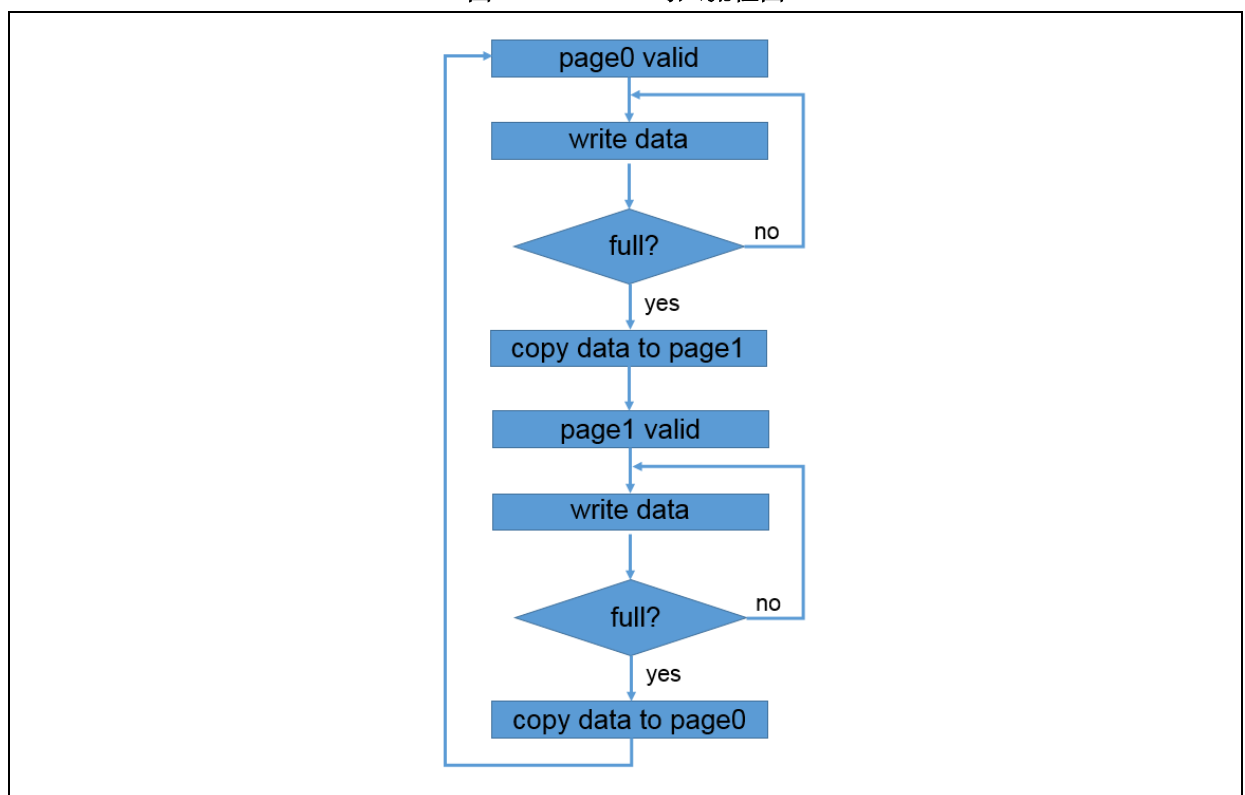 page0 valid
write data
full?
no
yes
copy data to page1
page1 valid
write data
full?
no
yes
copy data to page0